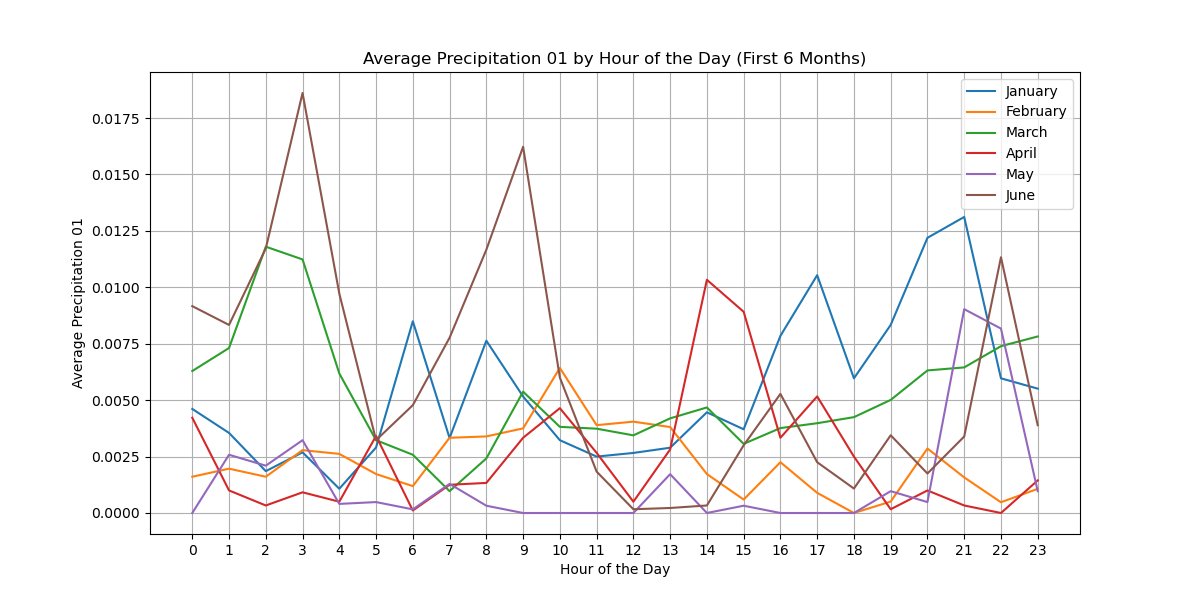 Average Precipitation 01 by Hour of the Day (First 6 Months)
Average Precipitation 01
0.0175
0.0150
0.0125
0.0100
0.0075
0.0050
0.0025
0.0000
January
February
March
April
May
June
0 1 2 3 4 5 6 7 8 9 10 11 12 13 14 15 16 17 18 19 20 21 22 23
Hour of the Day